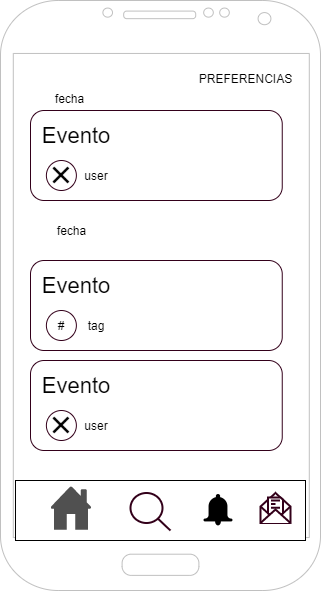 PREFERENCIAS
fecha
Evento
user
fecha
Evento
# tag
Evento
user